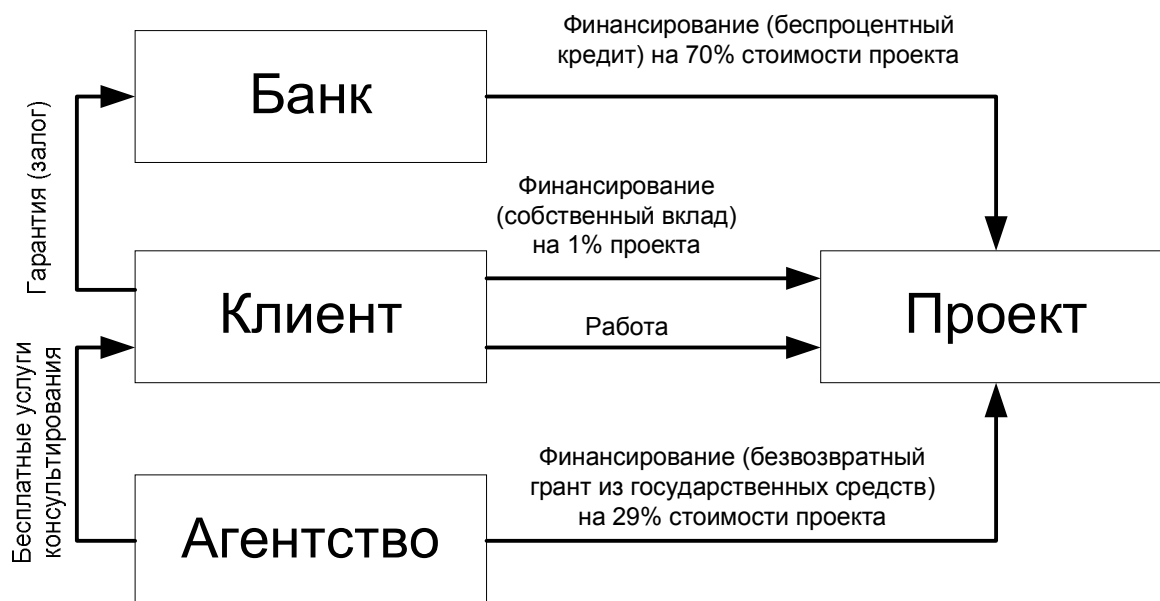 Финансирование (беспроцентный
кредит) на 70% стоимости проекта
Банк
Гарантия (залог)
Финансирование
(собственный вклад)
на 1% проекта
Клиент
Работа
Проект
Бесплатные услуги
консультирования
Финансирование (безвозвратный
грант из государственных средств)
на 29% стоимости проекта
Агентство